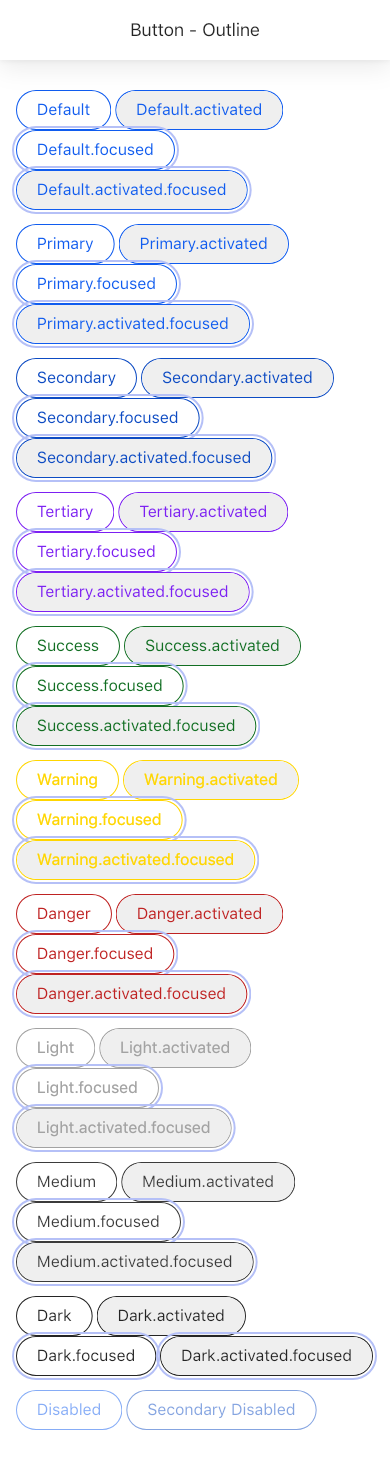 Button - Outline
Default Default.activated
Default.focused
Default.activated.focused
Primary Primary.activated
Primary.focused
Primary.activated.focused
Secondary Secondary.activated
Secondary.focused
Secondary.activated.focused
Tertiary Tertiary.activated
Tertiary.focused
Tertiary.activated.focused
Success Success.activated
Success.focused
Success.activated.focused
Warning Warning.activated
Warning.focused
Warning.activated.focused
Danger Danger.activated
Danger.focused
Danger.activated.focused
Light Light.activated
Light.focused
Light.activated.focused
Medium Medium.activated
Medium.focused
Medium.activated.focused
Dark Dark.activated
Dark.focused Dark.activated.focused
Disabled Secondary Disabled